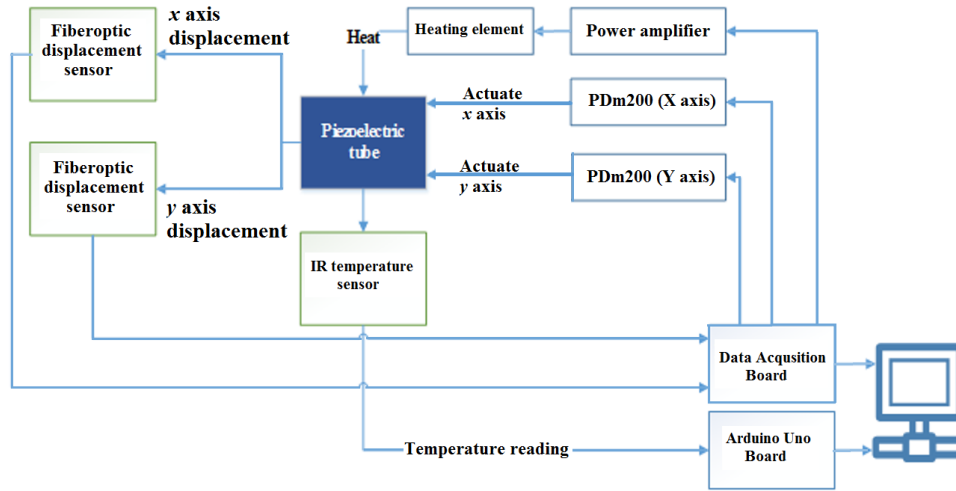 Fiberoptic
displacement
sensor
x axis
displacement
Heat
Heating element
Power amplifier
Actuate
x axis
PDm200 (X axis)
Piezoelectric
tube
Actuate
y axis
PDm200 (Y axis)
Fiberoptic
displacement
sensor
y axis
displacement
IR temperature
sensor
Data Acqusition
Board
Temperature reading
Arduino Uno
Board